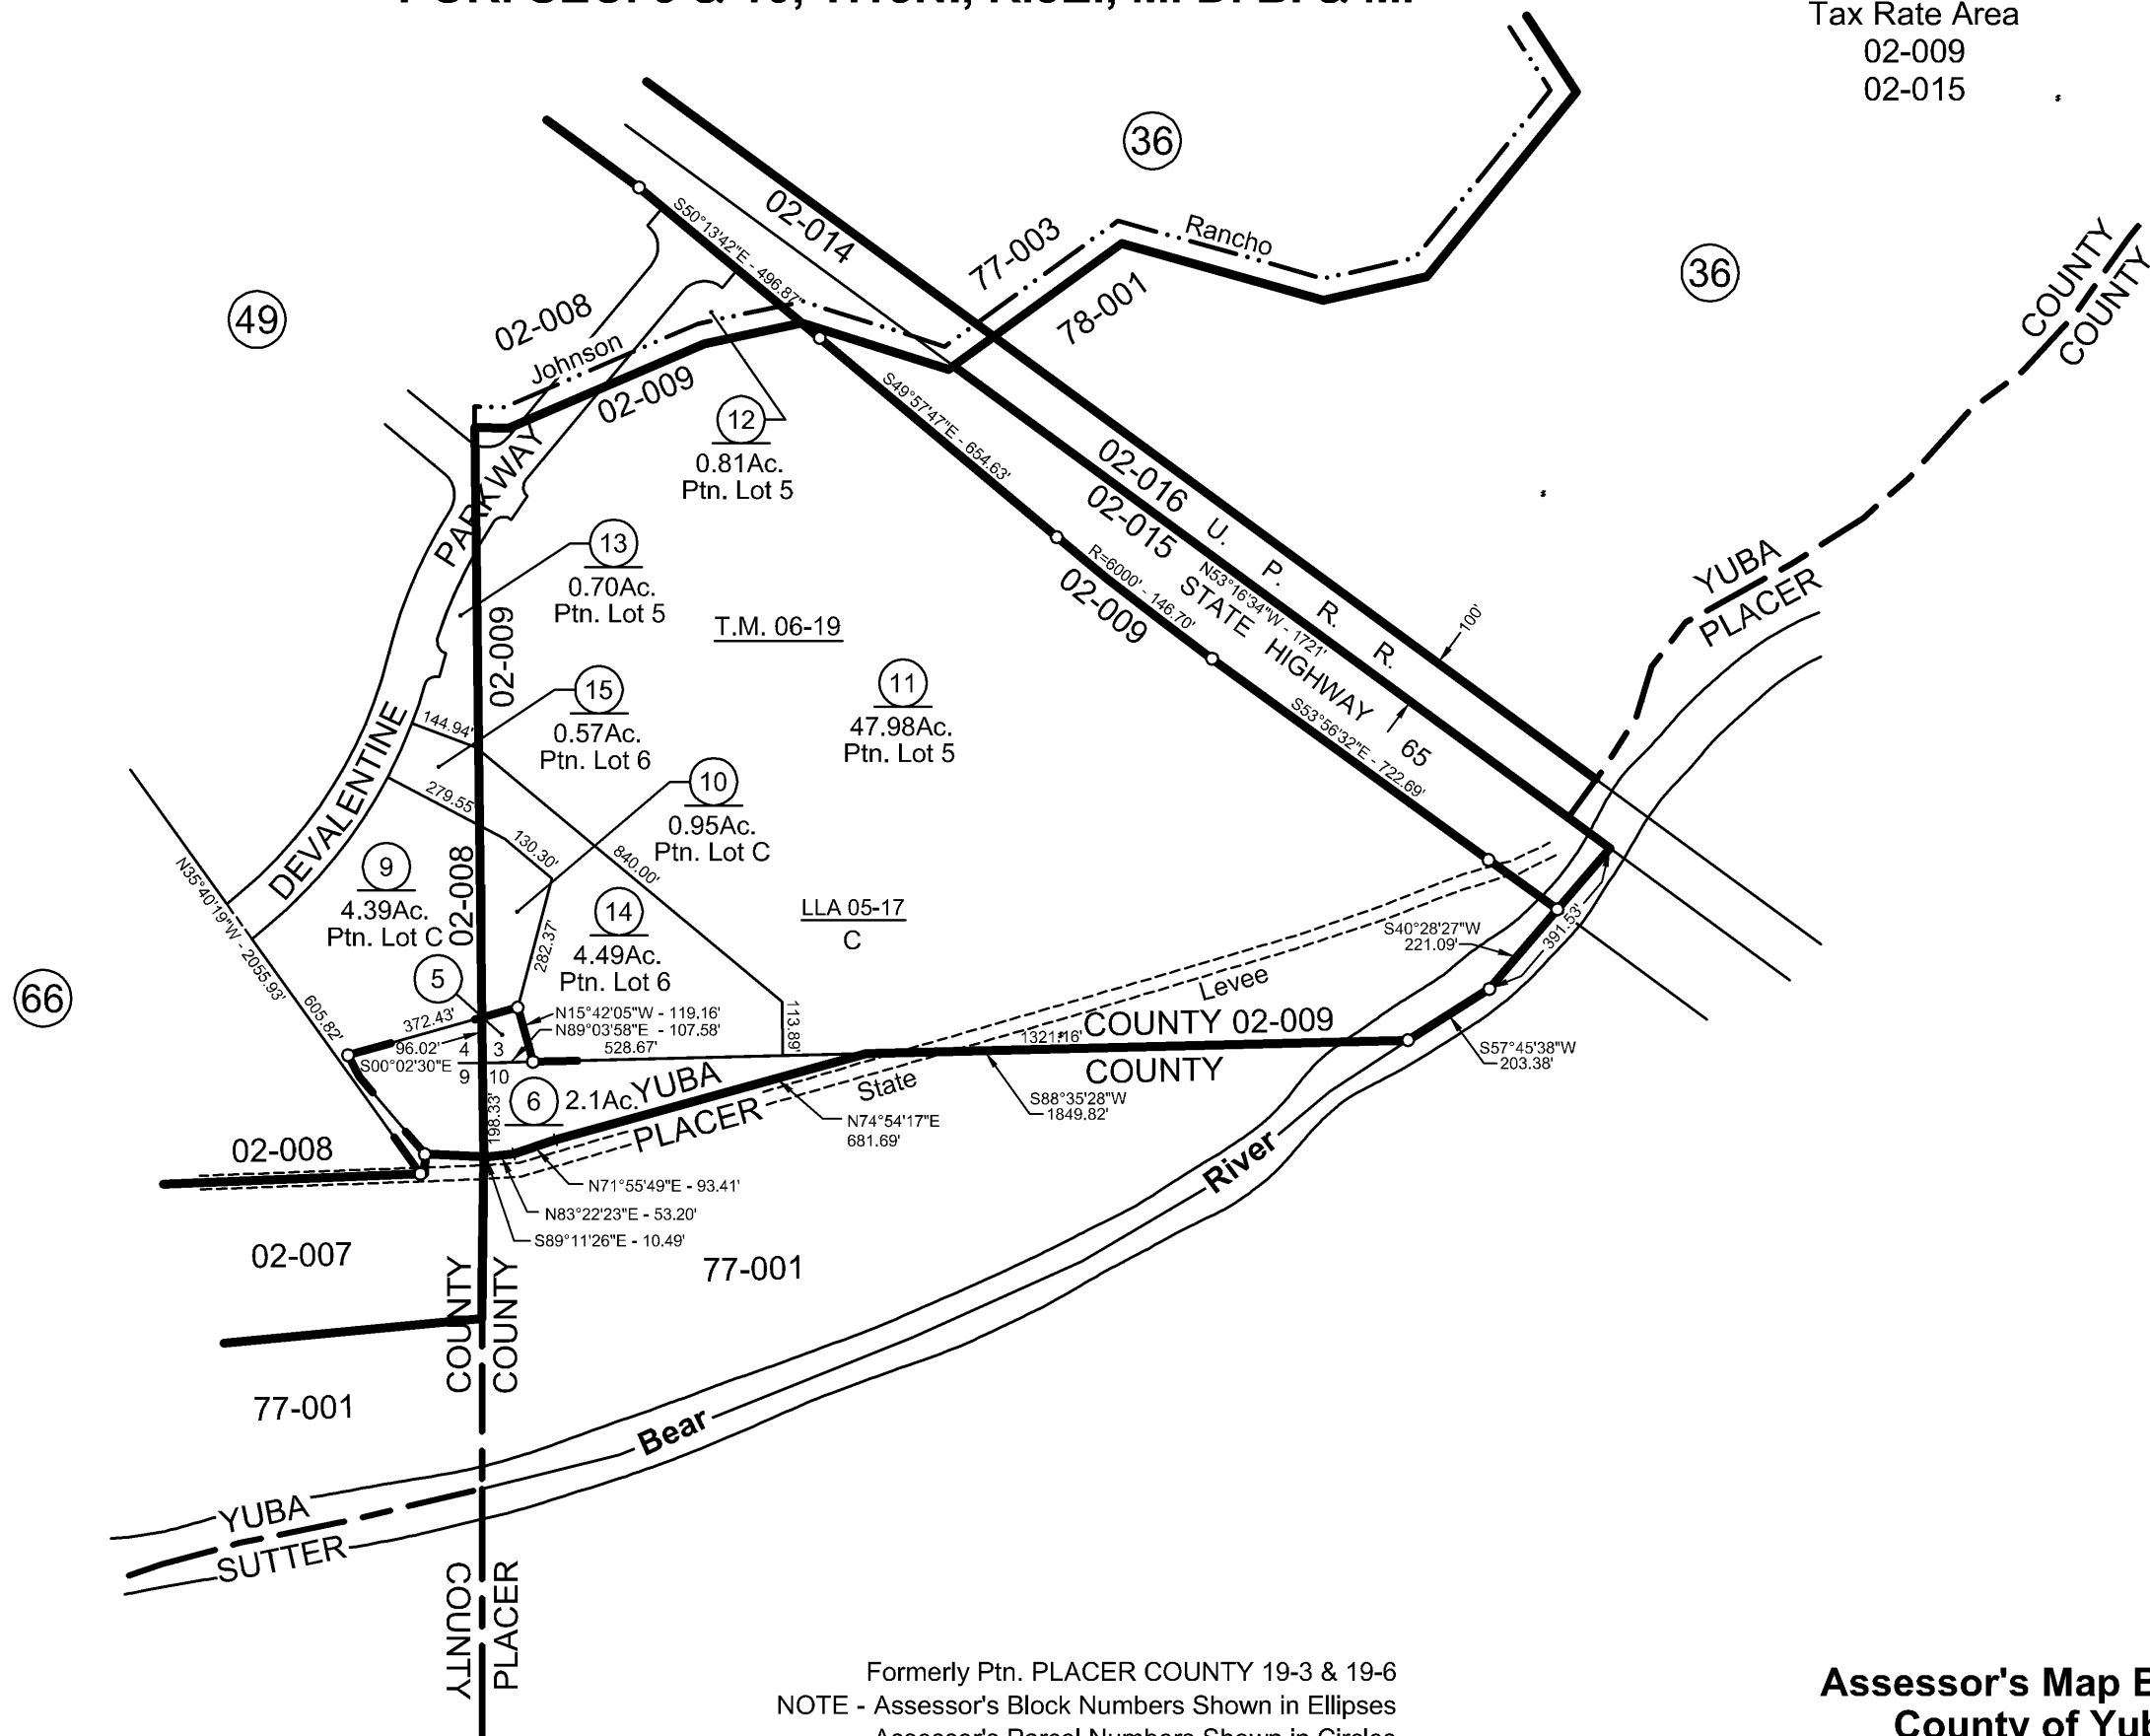 Tax Rate Area
02-009
02-015
36
36
49
66
02-014
77-003
Rancho
78-001
COUNTY
COUNTY
S50°13'42"E - 496.87'
02-008
Johnson
02-009
12
0.81Ac.
Ptn. Lot 5
S49°57'47"E - 654.63'
02-016
02-015
U. P. R. R.
STATE HIGHWAY 65
N53°16'34"W - 1721'
R=6000' - 146.70'
02-009
100'
S53°56'32"E - 722.69'
YUBA
PLACER
PARKWAY
DEVALENTINE
13
0.70Ac.
Ptn. Lot 5
02-009
T.M. 06-19
15
0.57Ac.
Ptn. Lot 6
11
47.98Ac.
Ptn. Lot 5
144.94'
279.55'
130.30'
840.00'
10
0.95Ac.
Ptn. Lot C
9
4.39Ac.
Ptn. Lot C
02-008
14
4.49Ac.
Ptn. Lot 6
282.37'
LLA 05-17
C
N35°40'19"W - 2055.93'
605.82'
5
372.43'
96.02'
S00°02'30"E
4 3
9 10
N15°42'05"W - 119.16'
N89°03'58"E - 107.58'
528.67'
113.89'
198.33'
6
2.1Ac.
YUBA
PLACER
State
Levee
1321.16'
COUNTY 02-009
COUNTY
S40°28'27"W
221.09'
391.53'
S57°45'38"W
203.38'
S88°35'28"W
1849.82'
N74°54'17"E
681.69'
N71°55'49"E - 93.41'
N83°22'23"E - 53.20'
S89°11'26"E - 10.49'
02-008
02-007
77-001
77-001
COUNTY
COUNTY
Bear
River
YUBA
SUTTER
COUNTY
PLACER
Formerly Ptn. PLACER COUNTY 19-3 & 19-6
NOTE - Assessor's Block Numbers Shown in Ellipses
Assessor's Parcel Numbers Shown in Circles
Assessor's Map B
County of Yub